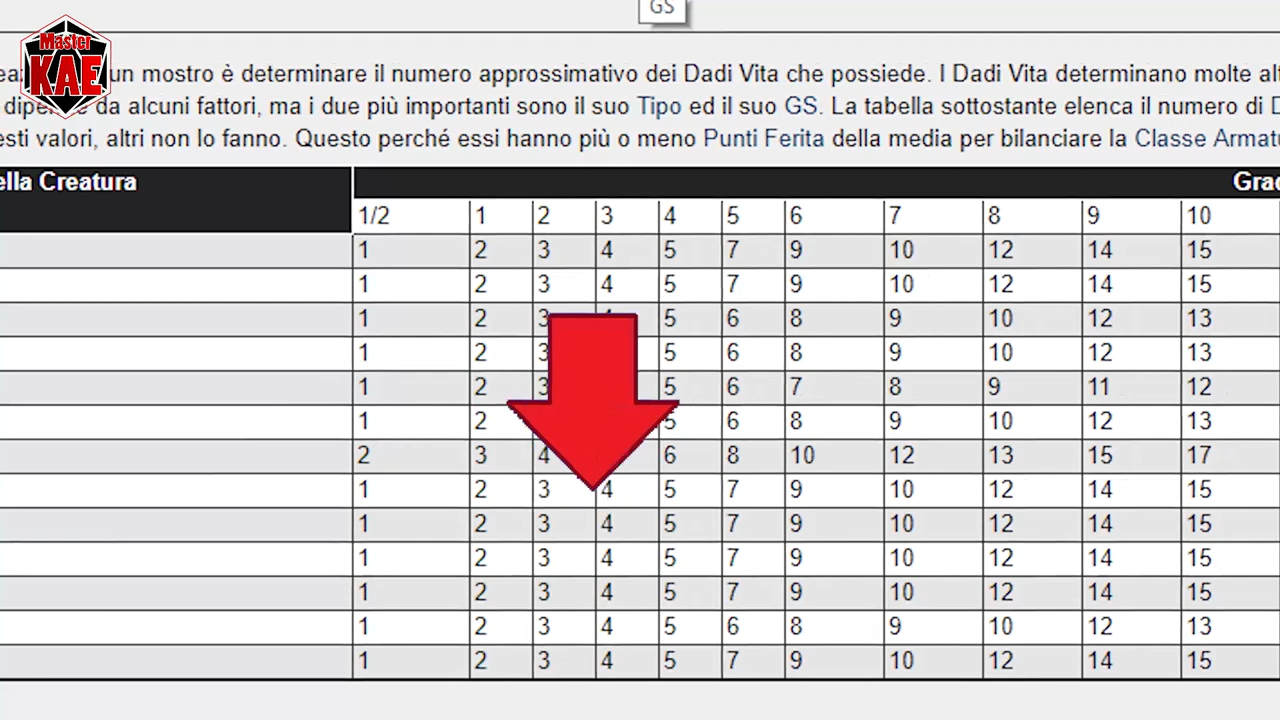 GS
Master
KAE
un mostro è determinare il numero approssimativo dei Dadi Vita che possiede. I Dadi Vita determinano molte
da alcuni fattori, ma i due più importanti sono il suo Tipo ed il suo GS. La tabella sottostante elenca il numero di
valori, altri non lo fanno. Questo perché essi hanno più o meno Punti Ferita della media per bilanciare la Classe
Creatura
1/2 1 2 3 4 5 6 7 8 9 10
1 2 3 4 5 7 9 10 12 14 15
1 2 3 4 5 7 9 10 12 14 15
1 2 3 5 6 8 9 10 12 13
1 2 3 5 6 8 9 10 12 13
1 2 3 5 6 7 8 9 11 12
1 2 5 6 8 9 10 12 13
2 3 4 6 8 10 12 13 15 17
1 2 3 4 5 7 9 10 12 14 15
1 2 3 4 5 7 9 10 12 14 15
1 2 3 4 5 7 9 10 12 14 15
1 2 3 4 5 7 9 10 12 14 15
1 2 3 4 5 6 8 9 10 12 13
1 2 3 4 5 7 9 10 12 14 15